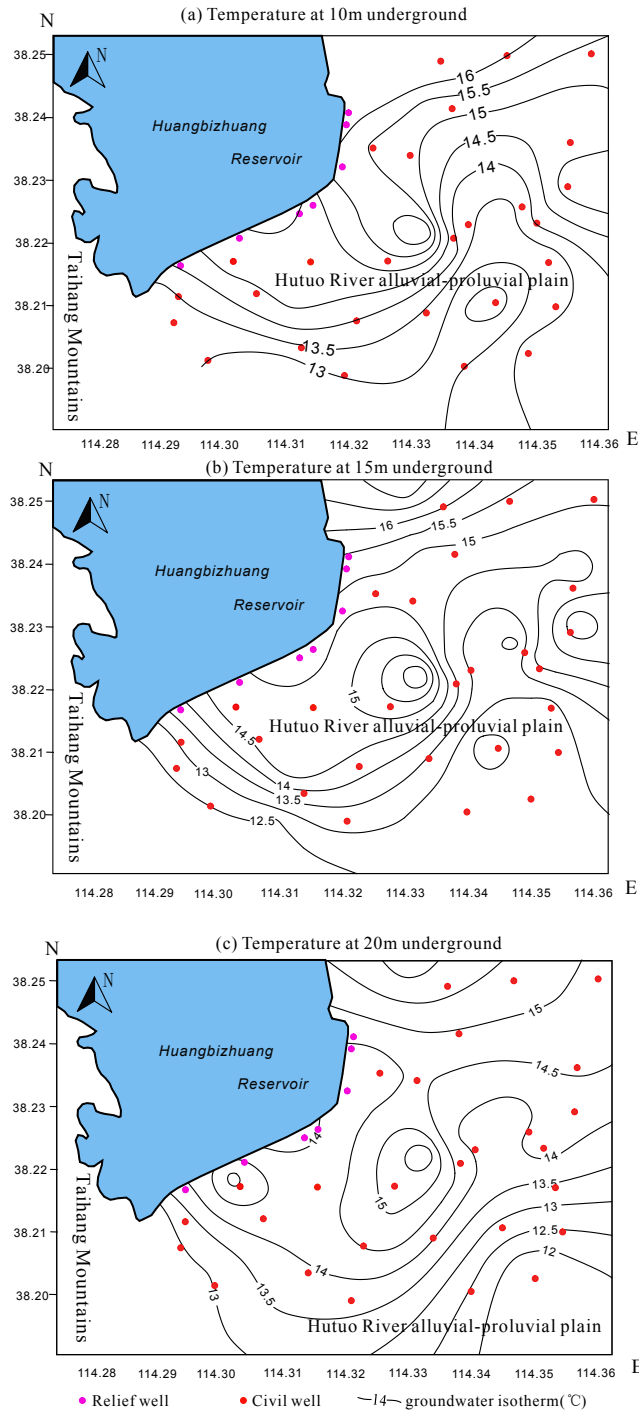 (a) Temperature at 10m underground
N
38.25
38.24
38.23
38.22
38.21
38.20
N
Huangbizhuang
Reservoir
Taihang Mountains
Hutuo River alluvial-proluvial plain
16
15.5
15
14.5
14
13.5
13
114.28 114.29 114.30 114.31 114.32 114.33 114.34 114.35 114.36 E
(b) Temperature at 15m underground
N
38.25
38.24
38.23
38.22
38.21
38.20
N
Huangbizhuang
Reservoir
Taihang Mountains
Hutuo River alluvial-proluvial plain
16
15.5
15
15
14.5
14
13.5
13
12.5
114.28 114.29 114.30 114.31 114.32 114.33 114.34 114.35 114.36 E
(c) Temperature at 20m underground
N
38.25
38.24
38.23
38.22
38.21
38.20
N
Huangbizhuang
Reservoir
Taihang Mountains
15
14.5
14
14
13.5
13
12.5
12
15
14
13.5
13
Hutuo River alluvial-proluvial plain
114.28 114.29 114.30 114.31 114.32 114.33 114.34 114.35 114.36 E
Relief well Civil well 14 groundwater isotherm(℃)